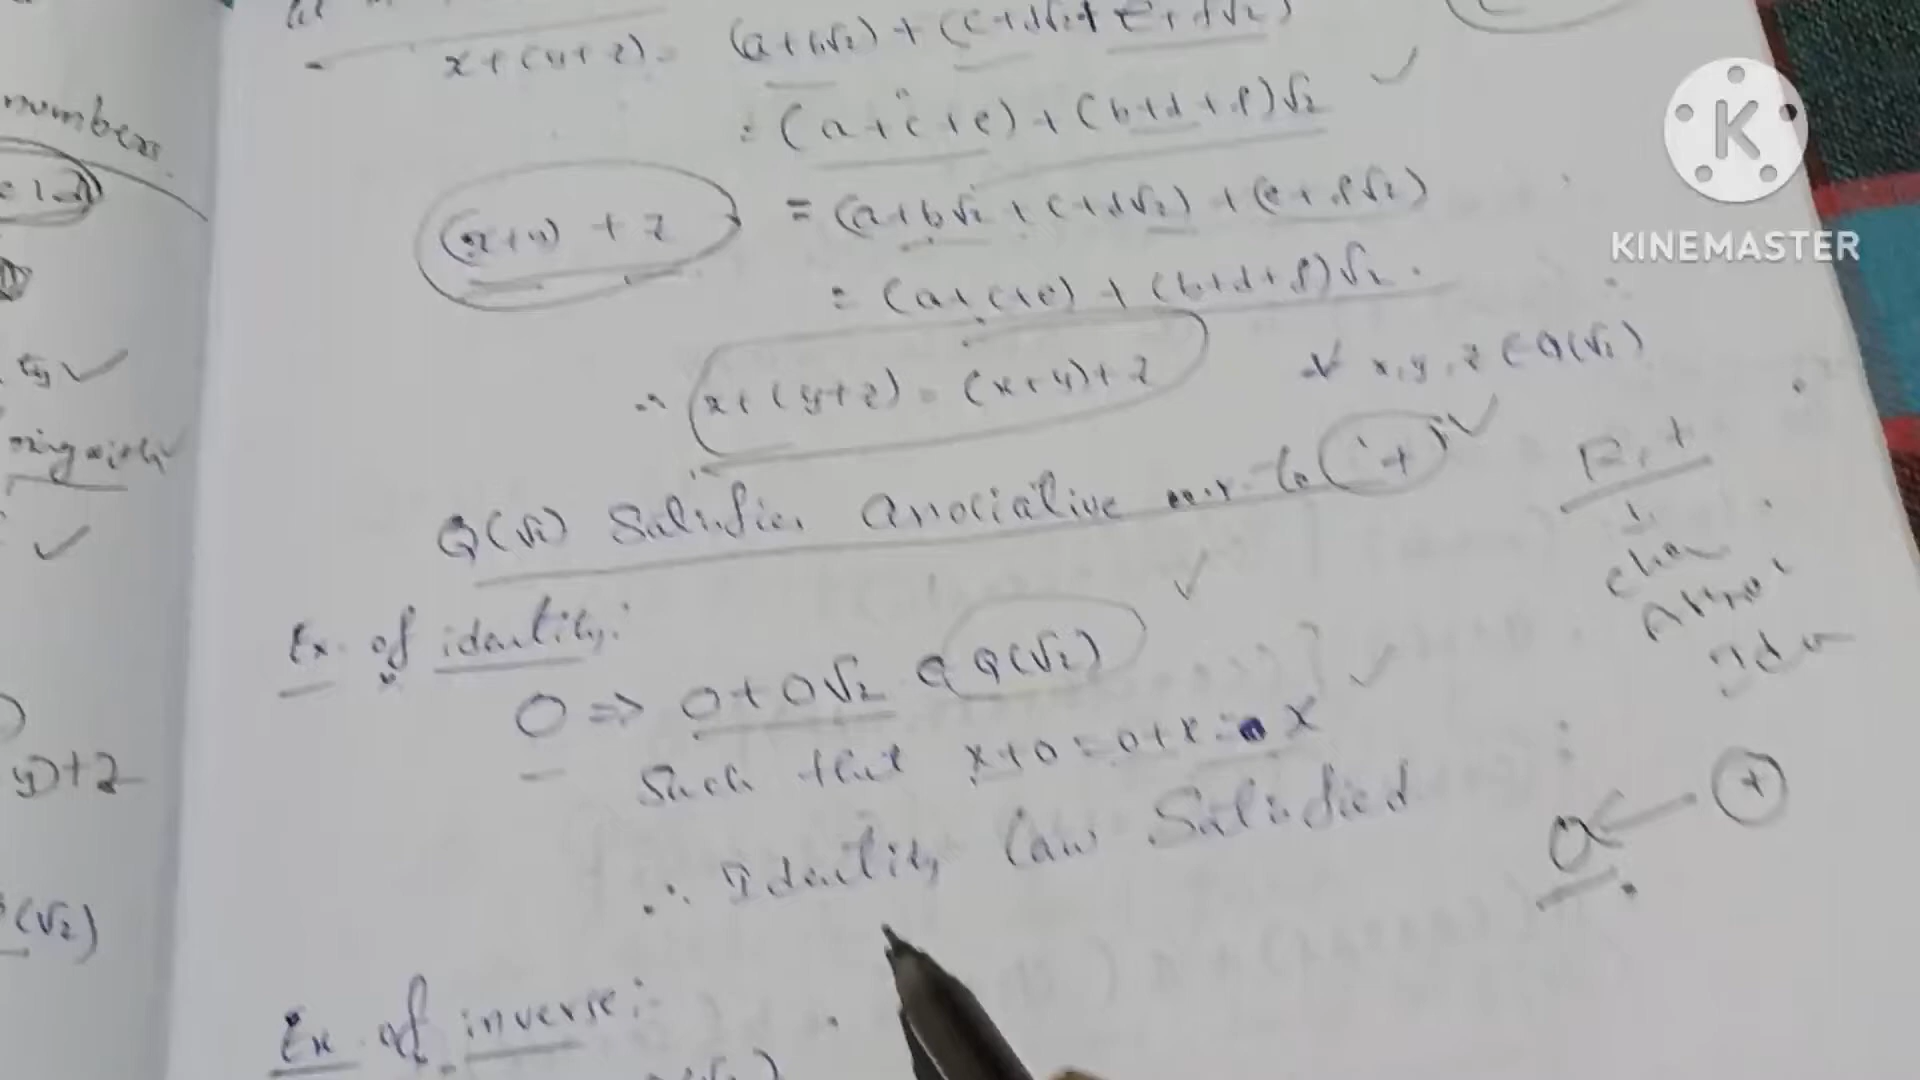 numbers
x+(y+z) = (a+b√2)+(c+d√2+e+f√2)
= (a+c+e)+(b+d+f)√2
(x+y)+z = (a+b√2+c+d√2)+(e+f√2)
= (a+c+e)+(b+d+f)√2.
∴ x+(y+z) = (x+y)+z ∀ x,y,z ∈ Q(√2)
Q(√2) Satisfies Associative w.r. to '+'
R,+
Ex. of identity:
0 ⇒ 0+0√2 ∈ Q(√2)
Such that x+0=0+x=x
∴ Identity law Satisfied
a +
Ex. of inverse:-
y)+z
(√2)
K
KINEMASTER